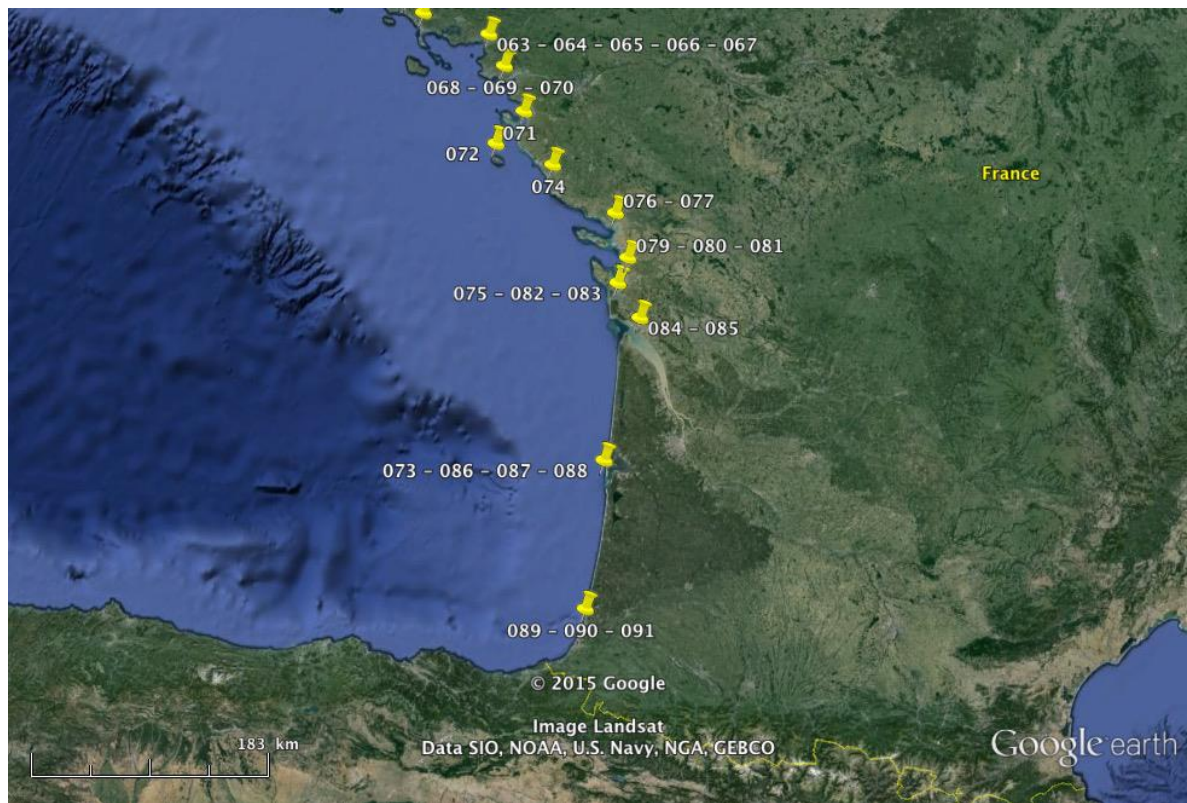 063 - 064 - 065 - 066 - 067
068 - 069 - 070
071
072
France
074
076 - 077
079 - 080 - 081
075 - 082 - 083
084 - 085
073 - 086 - 087 - 088
089 - 090 - 091
© 2015 Google
Image Landsat
Data SIO, NOAA, U.S. Navy, NGA, GEBCO
183 km
Google earth